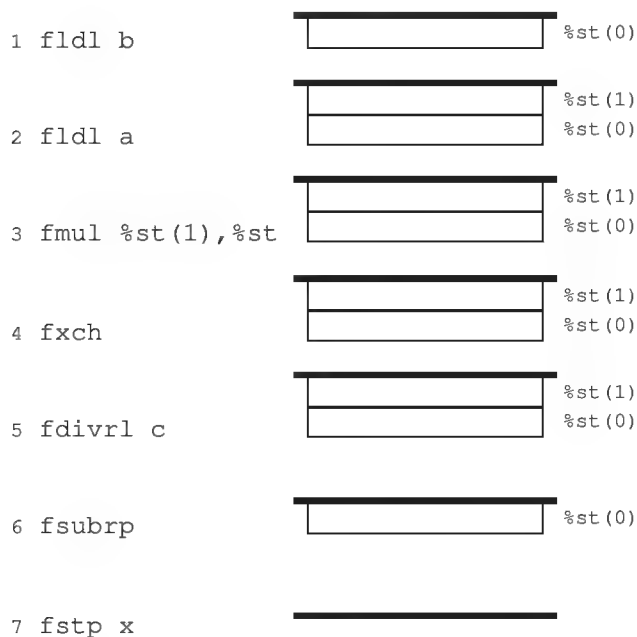 1 fldl b
%st(0)
%st(1)
2 fldl a
%st(0)
%st(1)
3 fmul %st(1),%st
%st(0)
%st(1)
4 fxch
%st(0)
%st(1)
5 fdivrl c
%st(0)
6 fsubrp
%st(0)
7 fstp x